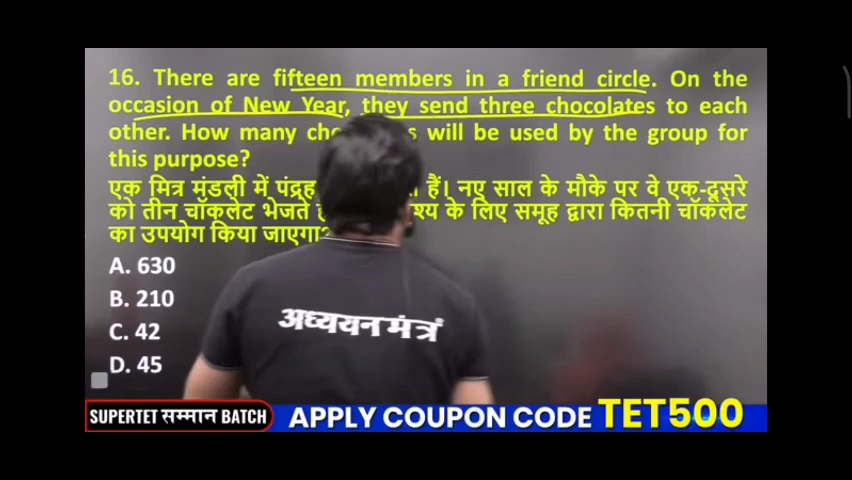 16. There are fifteen members in a friend circle. On the
occasion of New Year, they send three chocolates to each
other. How many cho s will be used by the group for
this purpose?
एक मित्र मंडली में पंद्रह हैं। नए साल के मौके पर वे एक-दूसरे
को तीन चॉकलेट भेजते के लिए समूह द्वारा कितनी चॉकलेट
का उपयोग किया जाएगा?
A. 630
B. 210
C. 42
D. 45
अध्ययन मंत्रं
SUPERTET सम्मान BATCH APPLY COUPON CODE TET500